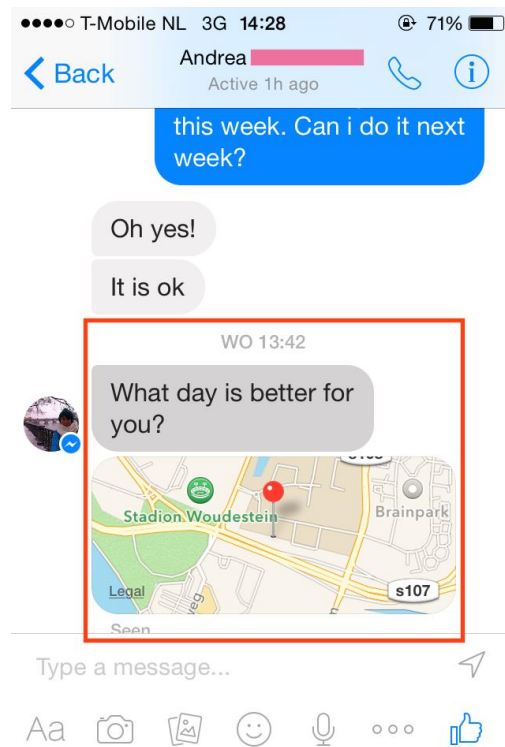 T-Mobile NL 3G 14:28 71%
Back
Andrea
Active 1h ago
this week. Can i do it next
week?
Oh yes!
It is ok
WO 13:42
What day is better for
you?
Stadion Woudestein
Brainpark
Legal
s107
Seen
Type a message...
Aa